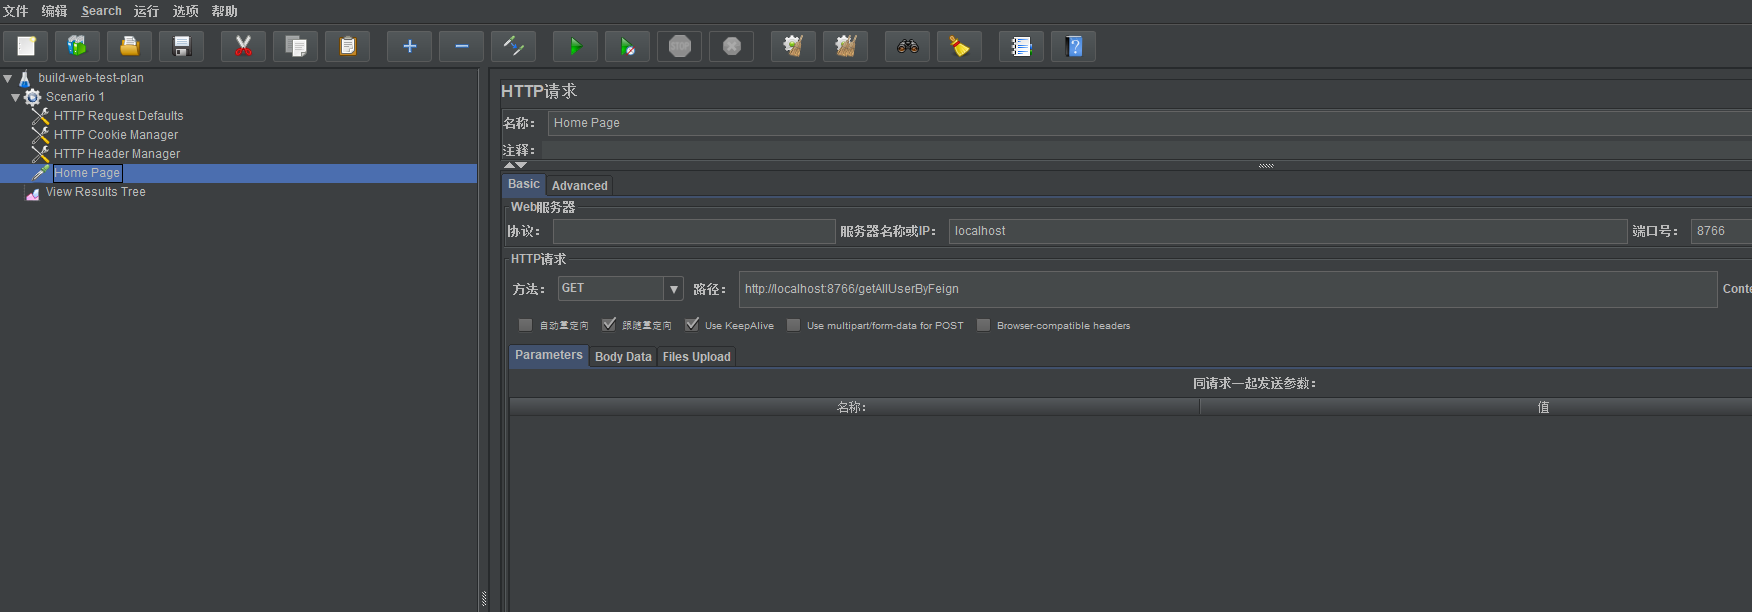 文件 编辑 Search 运行 选项 帮助
STOP
build-web-test-plan
Scenario 1
HTTP Request Defaults
HTTP Cookie Manager
HTTP Header Manager
Home Page
View Results Tree
HTTP请求
名称： Home Page
注释：
Basic Advanced
Web服务器
协议： 服务器名称或IP： localhost 端口号： 8766
HTTP请求
方法： GET 路径： http://localhost:8766/getAllUserByFeign Conte
自动重定向 跟随重定向 Use KeepAlive Use multipart/form-data for POST Browser-compatible headers
Parameters Body Data Files Upload
同请求一起发送参数：
名称： 值